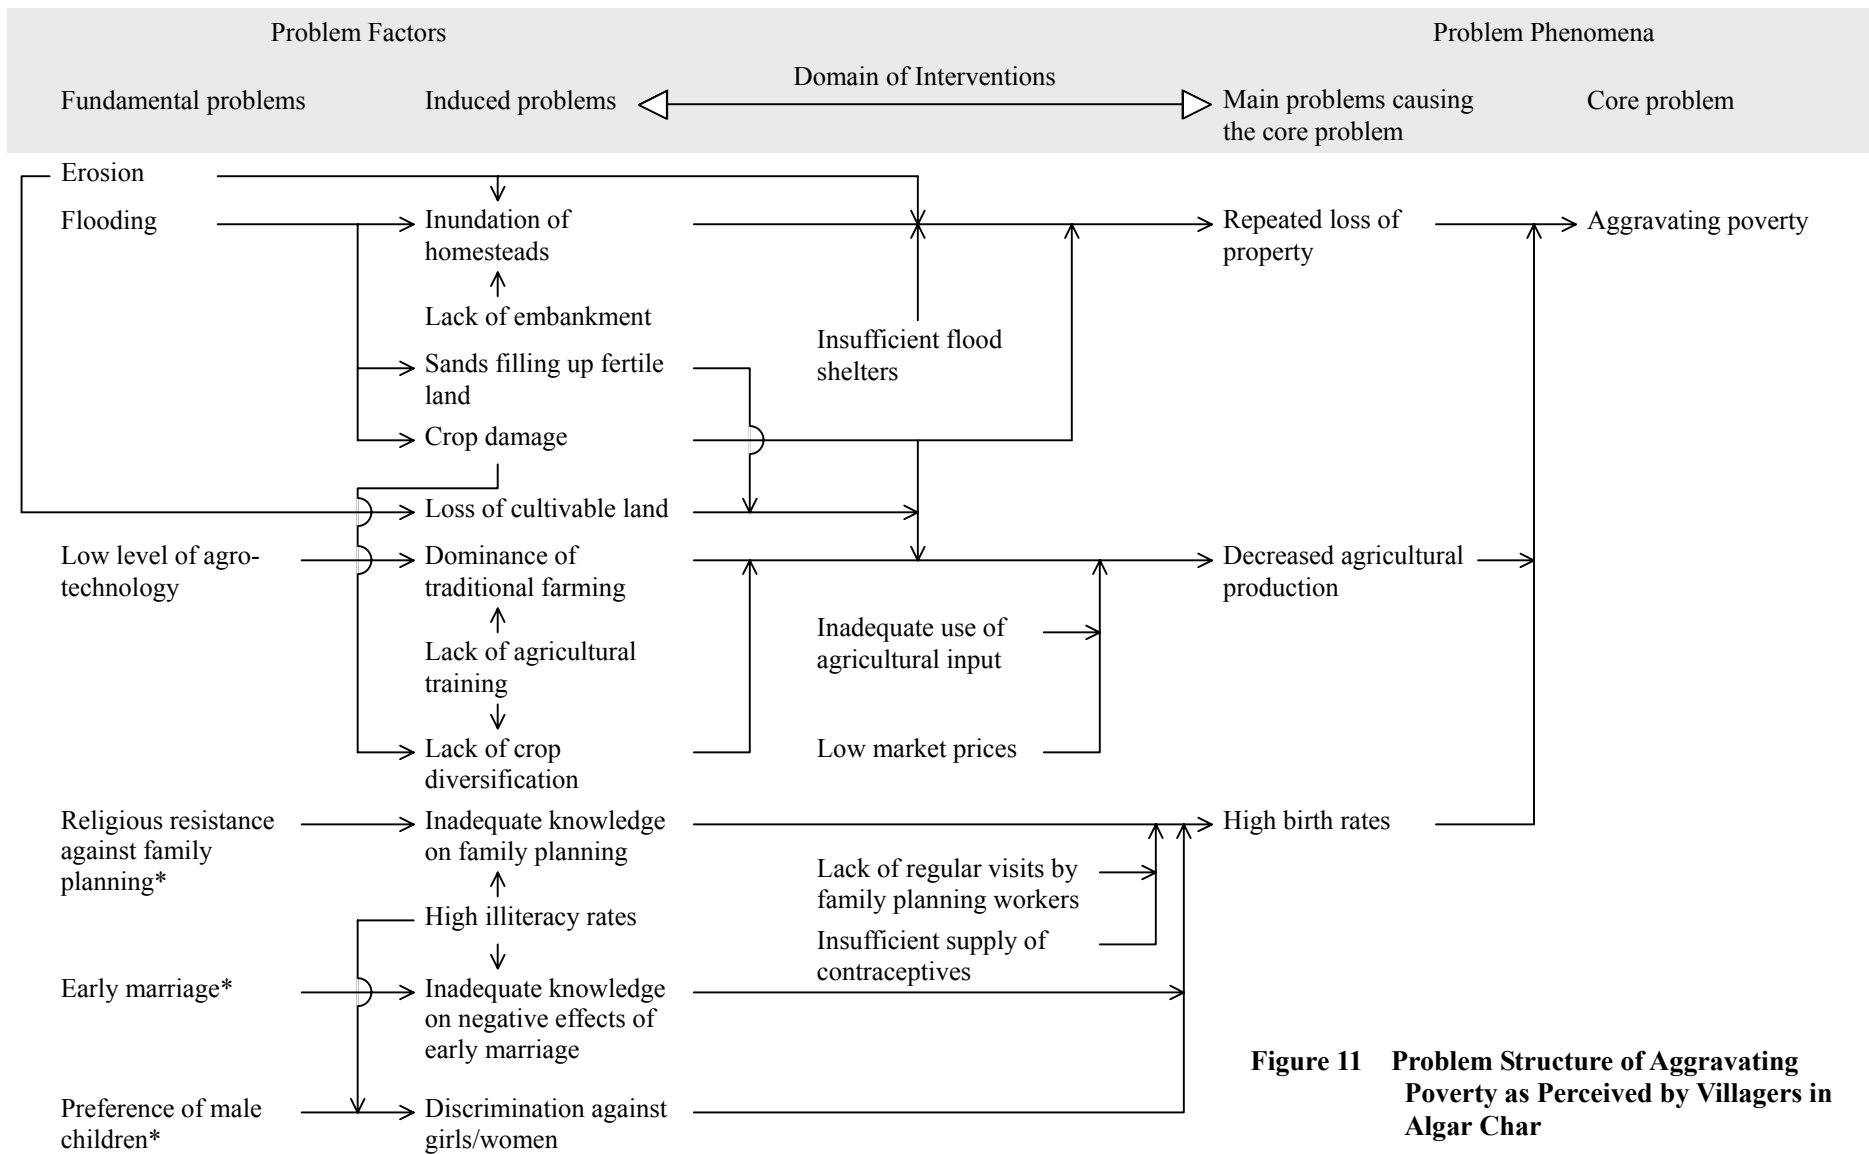 Problem Factors
Problem Phenomena
Domain of Interventions
Fundamental problems
Induced problems
Main problems causing
the core problem
Core problem
Erosion
Flooding
Inundation of
homesteads
Repeated loss of
property
Aggravating poverty
Lack of embankment
Insufficient flood
shelters
Sands filling up fertile
land
Crop damage
Loss of cultivable land
Low level of agro-
technology
Dominance of
traditional farming
Decreased agricultural
production
Inadequate use of
agricultural input
Lack of agricultural
training
Lack of crop
diversification
Low market prices
Religious resistance
against family
planning*
Inadequate knowledge
on family planning
High birth rates
Lack of regular visits by
family planning workers
High illiteracy rates
Insufficient supply of
contraceptives
Early marriage*
Inadequate knowledge
on negative effects of
early marriage
Preference of male
children*
Discrimination against
girls/women
Figure 11 Problem Structure of Aggravating
Poverty as Perceived by Villagers in
Algar Char